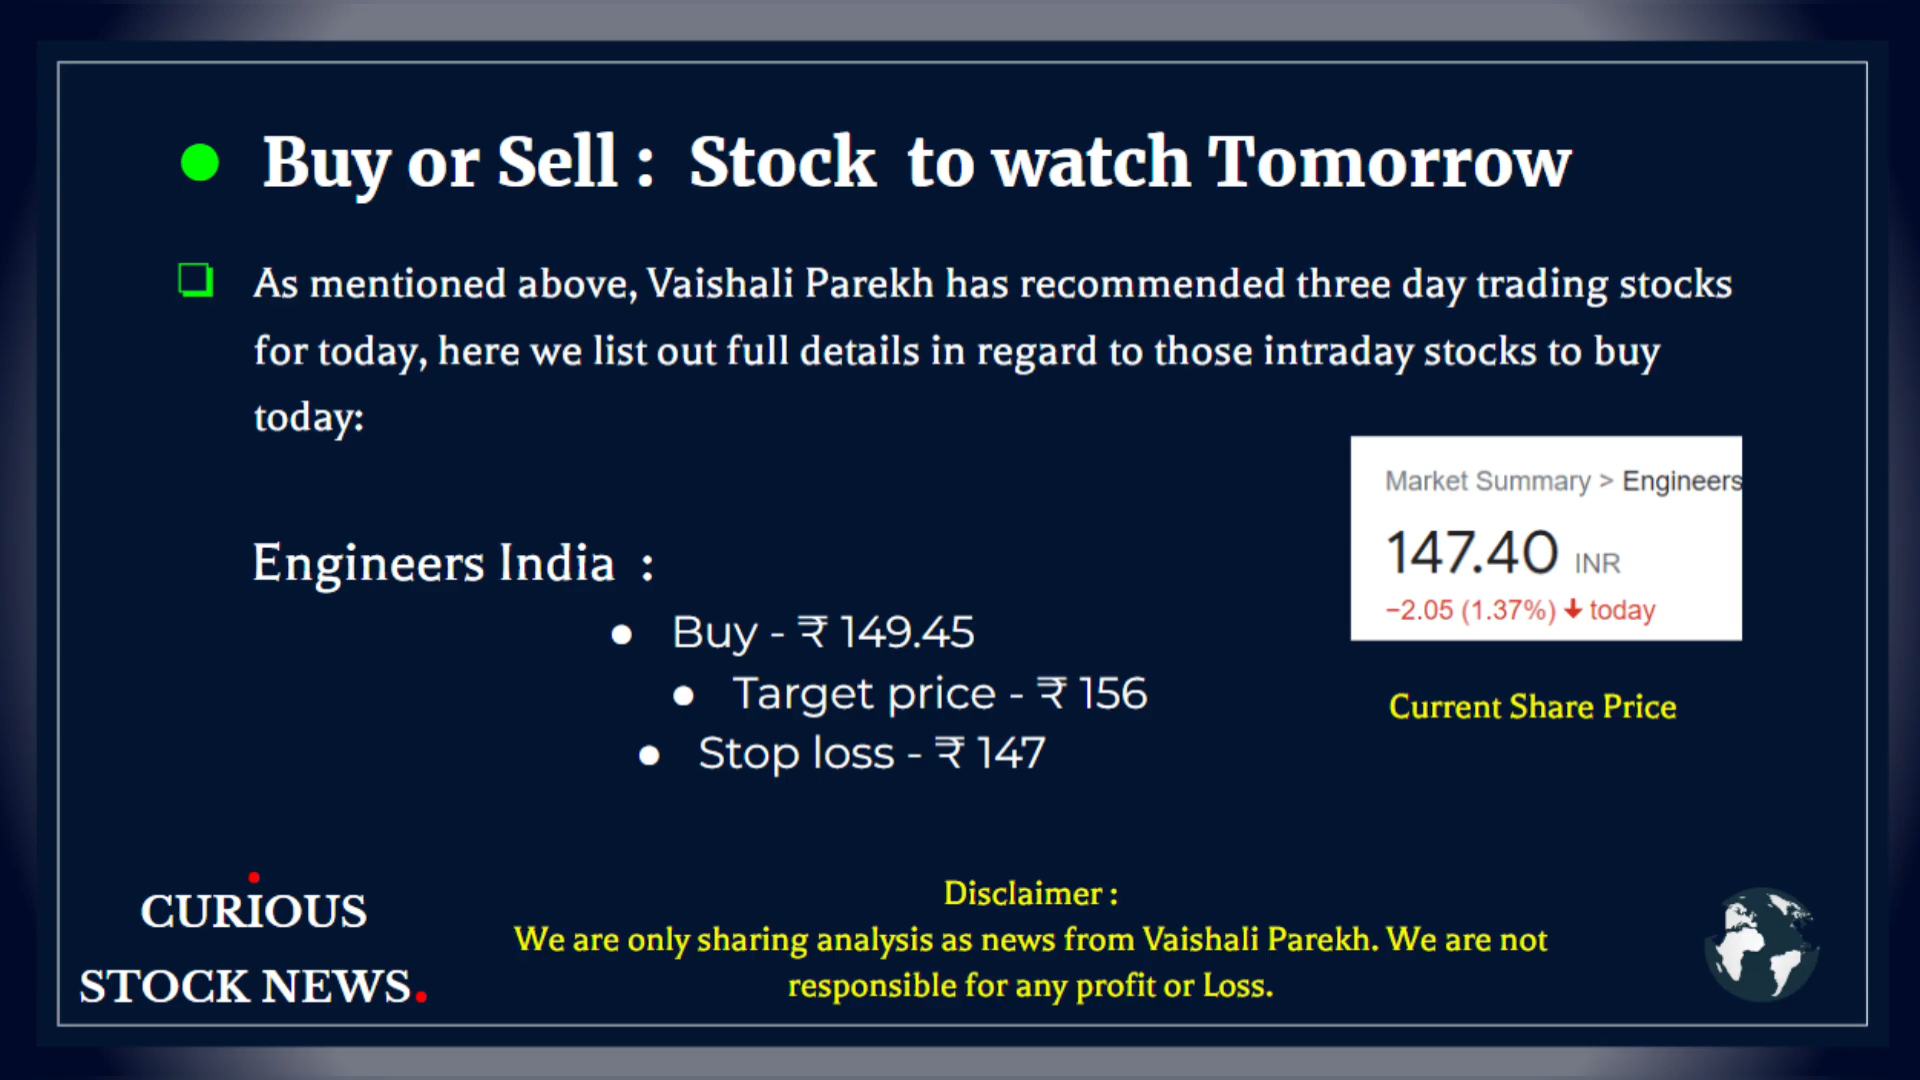 Buy or Sell : Stock to watch Tomorrow
As mentioned above, Vaishali Parekh has recommended three day trading stocks
for today, here we list out full details in regard to those intraday stocks to buy
today:
Market Summary > Engineers
147.40 INR
−2.05 (1.37%) ↓ today
Current Share Price
Engineers India :
Buy - ₹ 149.45
Target price - ₹ 156
Stop loss - ₹ 147
CURIOUS
STOCK NEWS.
Disclaimer :
We are only sharing analysis as news from Vaishali Parekh. We are not
responsible for any profit or Loss.